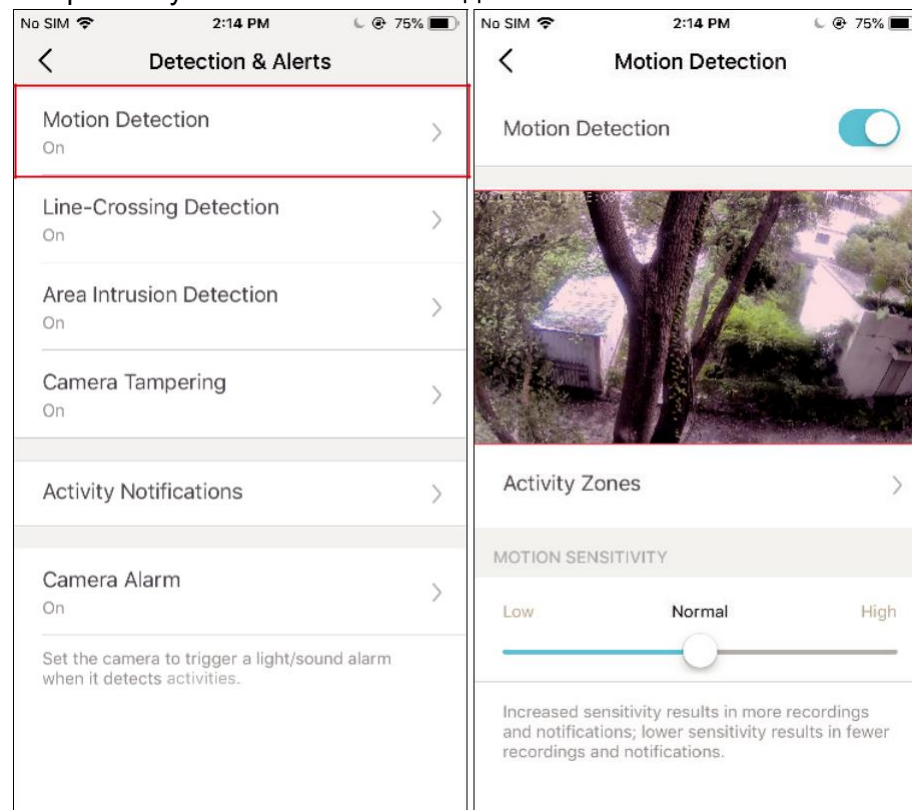 No SIM 2:14 PM 75%
Detection & Alerts
Motion Detection
On
Line-Crossing Detection
On
Area Intrusion Detection
On
Camera Tampering
On
Activity Notifications
Camera Alarm
On
Set the camera to trigger a light/sound alarm
when it detects activities.
No SIM 2:14 PM 75%
Motion Detection
Motion Detection
Activity Zones
MOTION SENSITIVITY
Low Normal High
Increased sensitivity results in more recordings
and notifications; lower sensitivity results in fewer
recordings and notifications.